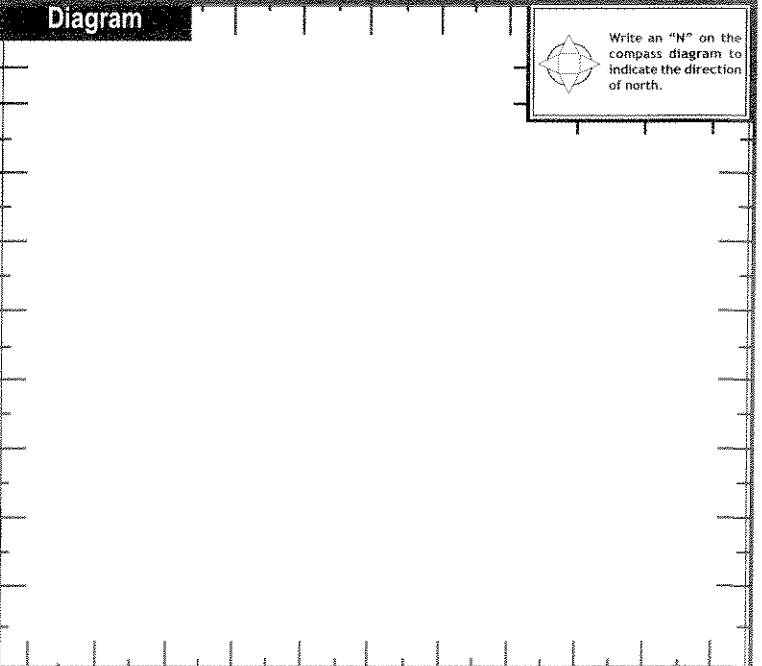 Diagram
Write an "N" on the
compass diagram to
indicate the direction
of north.